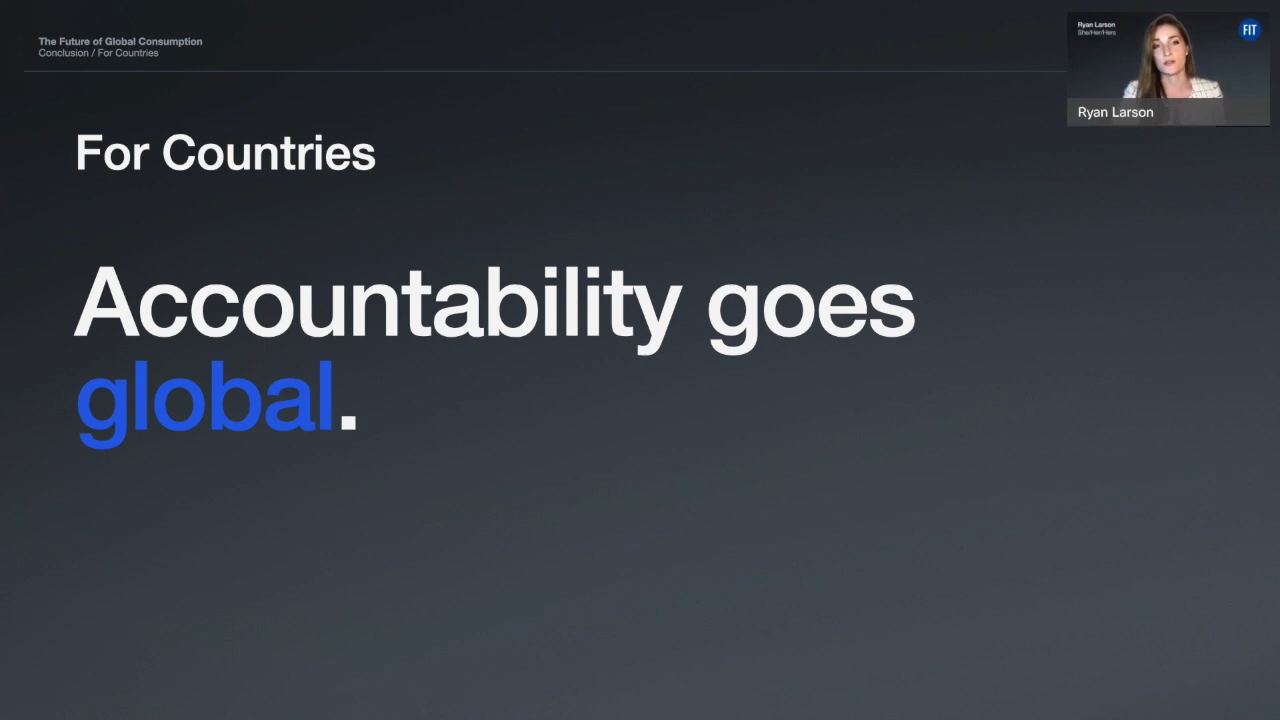 The Future of Global Consumption
Conclusion / For Countries
Ryan Larson
She/Her/Hers
FIT
Ryan Larson
For Countries
Accountability goes
global.